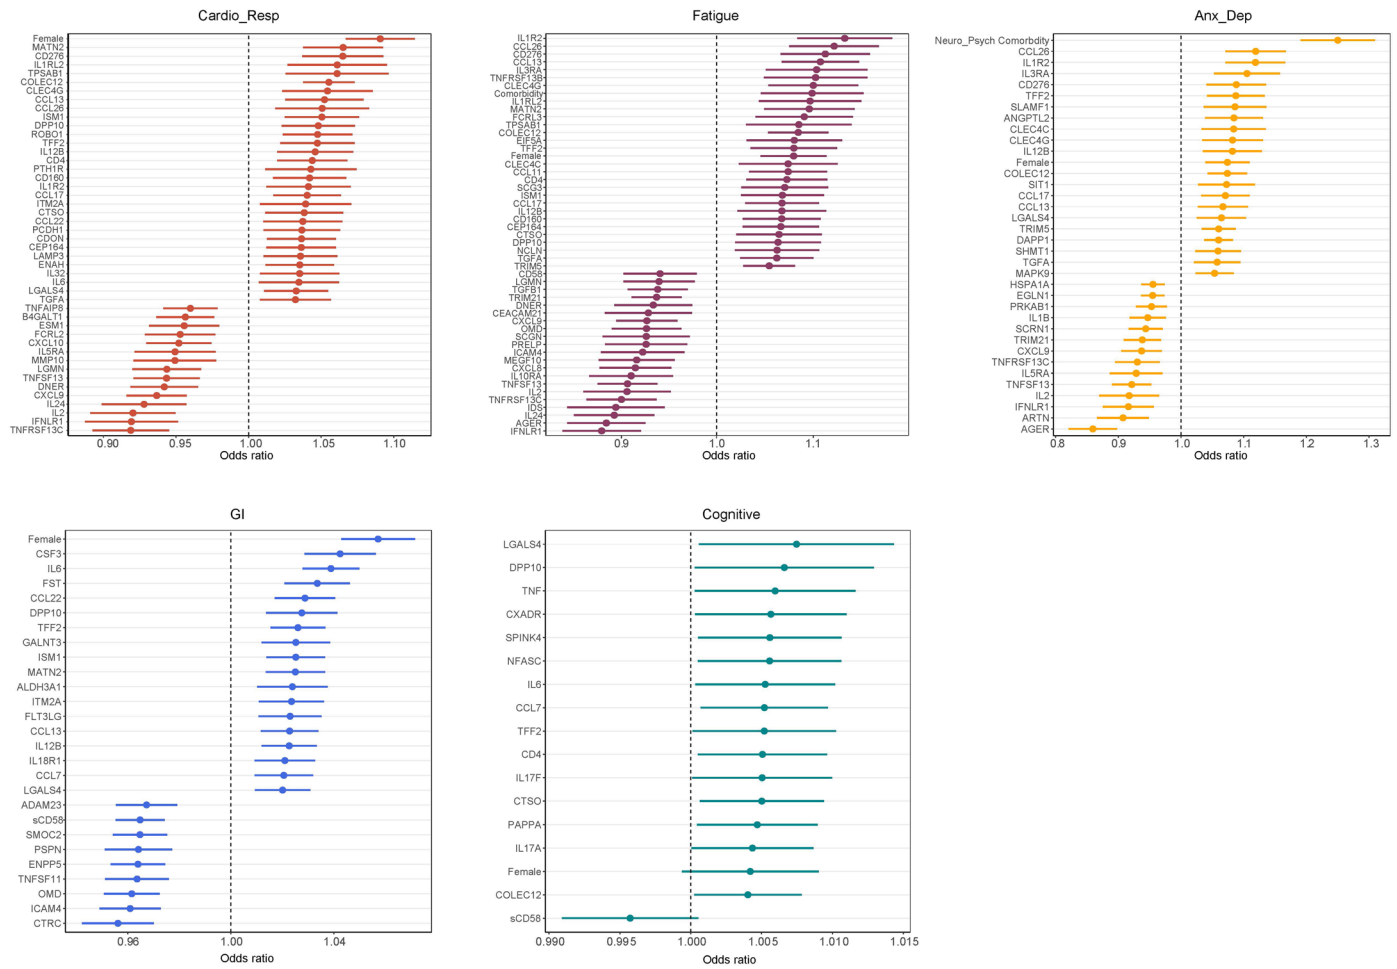 Cardio_Resp
Female
MATN2
CD276
IL1RL2
TPSAB1
COLEC12
CLEC4G
CCL13
CCL26
ISM1
DPP10
ROBO1
TFF2
IL12B
CD4
PTH1R
CD160
IL1R2
CCL17
ITM2A
CTSO
CCL22
PCDH1
CDON
CEP164
LAMP3
ENAH
IL32
IL6
LGALS4
TGFA
TNFAIP8
B4GALT1
ESM1
FCRL2
CXCL10
IL5RA
MMP10
LGMN
TNFSF13
DNER
CXCL9
IL24
IL2
IFNLR1
TNFRSF13C
0.90 0.95 1.00 1.05 1.10
Odds ratio
Fatigue
IL1R2
CCL26
CD276
CCL13
IL3RA
TNFRSF13B
CLEC4G
Comorbidity
IL1RL2
MATN2
FCRL3
TPSAB1
COLEC12
EIF5A
TFF2
Female
CLEC4C
CCL11
CD4
SCG3
ISM1
CCL17
IL12B
CD160
CEP164
CTSO
DPP10
NCLN
TGFA
TRIM5
CD58
LGMN
TGFB1
TRIM21
DNER
CEACAM21
CXCL9
OMD
SCGN
PRELP
ICAM4
MEGF10
CXCL8
IL10RA
TNFSF13
IL2
TNFRSF13C
IDS
IL24
AGER
IFNLR1
0.9 1.0 1.1
Odds ratio
Anx_Dep
Neuro_Psych Comorbdity
CCL26
IL1R2
IL3RA
CD276
TFF2
SLAMF1
ANGPTL2
CLEC4C
CLEC4G
IL12B
Female
COLEC12
SIT1
CCL17
CCL13
LGALS4
TRIM5
DAPP1
SHMT1
TGFA
MAPK9
HSPA1A
EGLN1
PRKAB1
IL1B
SCRN1
TRIM21
CXCL9
TNFRSF13C
IL5RA
TNFSF13
IL2
IFNLR1
ARTN
AGER
0.8 0.9 1.0 1.1 1.2 1.3
Odds ratio
GI
Female
CSF3
IL6
FST
CCL22
DPP10
TFF2
GALNT3
ISM1
MATN2
ALDH3A1
ITM2A
FLT3LG
CCL13
IL12B
IL18R1
CCL7
LGALS4
ADAM23
sCD58
SMOC2
PSPN
ENPP5
TNFSF11
OMD
ICAM4
CTRC
0.96 1.00 1.04
Odds ratio
Cognitive
LGALS4
DPP10
TNF
CXADR
SPINK4
NFASC
IL6
CCL7
TFF2
CD4
IL17F
CTSO
PAPPA
IL17A
Female
COLEC12
sCD58
0.990 0.995 1.000 1.005 1.010 1.015
Odds ratio